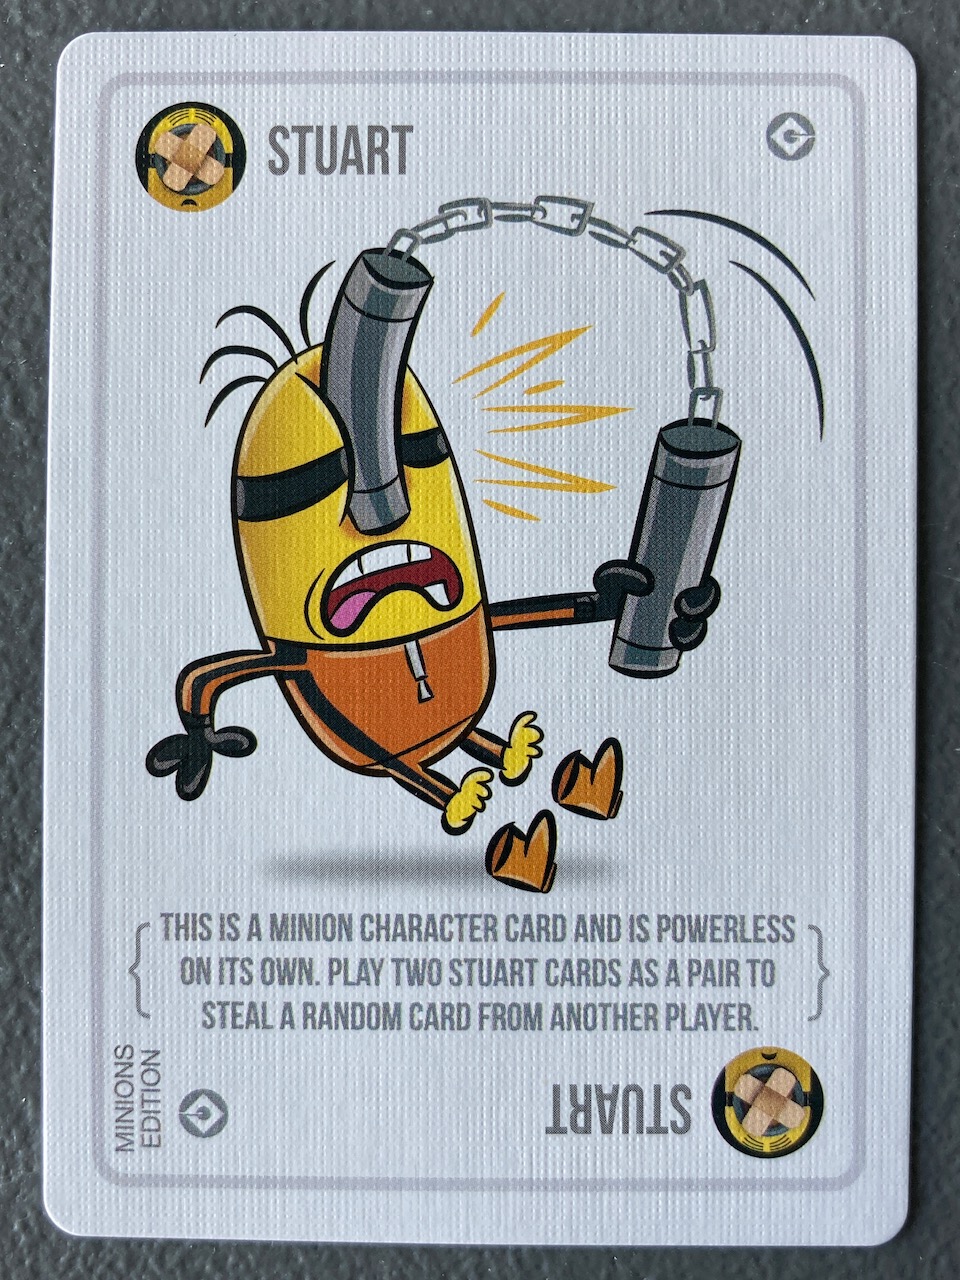 STUART
THIS IS A MINION CHARACTER CARD AND IS POWERLESS
ON ITS OWN. PLAY TWO STUART CARDS AS A PAIR TO
STEAL A RANDOM CARD FROM ANOTHER PLAYER.
MINIONS
EDITION
STUART